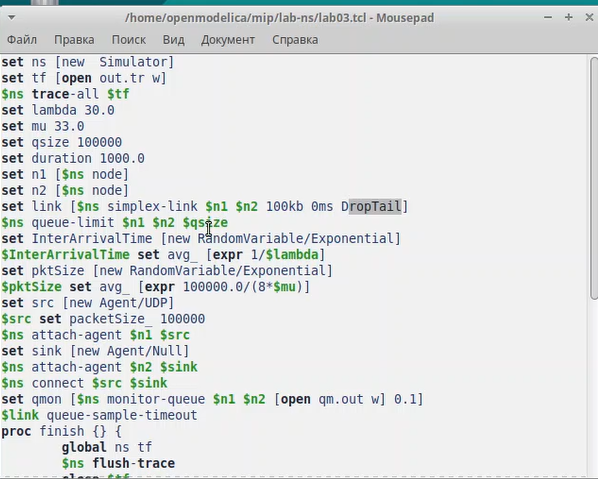 /home/openmodelica/mip/lab-ns/lab03.tcl - Mousepad
Файл Правка Поиск Вид Документ Справка
set ns [new  Simulator]
set tf [open out.tr w]
$ns trace-all $tf
set lambda 30.0
set mu 33.0
set qsize 100000
set duration 1000.0
set n1 [$ns node]
set n2 [$ns node]
set link [$ns simplex-link $n1 $n2 100kb 0ms DropTail]
$ns queue-limit $n1 $n2 $qsize
set InterArrivalTime [new RandomVariable/Exponential]
$InterArrivalTime set avg_ [expr 1/$lambda]
set pktSize [new RandomVariable/Exponential]
$pktSize set avg_ [expr 100000.0/(8*$mu)]
set src [new Agent/UDP]
$src set packetSize_ 100000
$ns attach-agent $n1 $src
set sink [new Agent/Null]
$ns attach-agent $n2 $sink
$ns connect $src $sink
set qmon [$ns monitor-queue $n1 $n2 [open qm.out w] 0.1]
$link queue-sample-timeout
proc finish {} {
        global ns tf
        $ns flush-trace
        close $tf